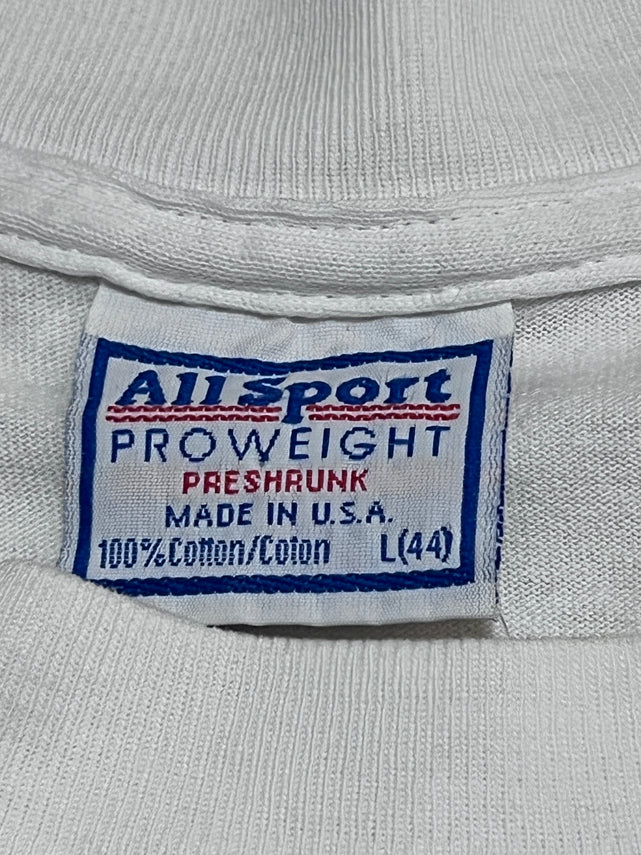 All Sport
PROWEIGHT
PRESHRUNK
MADE IN U.S.A.
100% Cotton/Coton L(44)